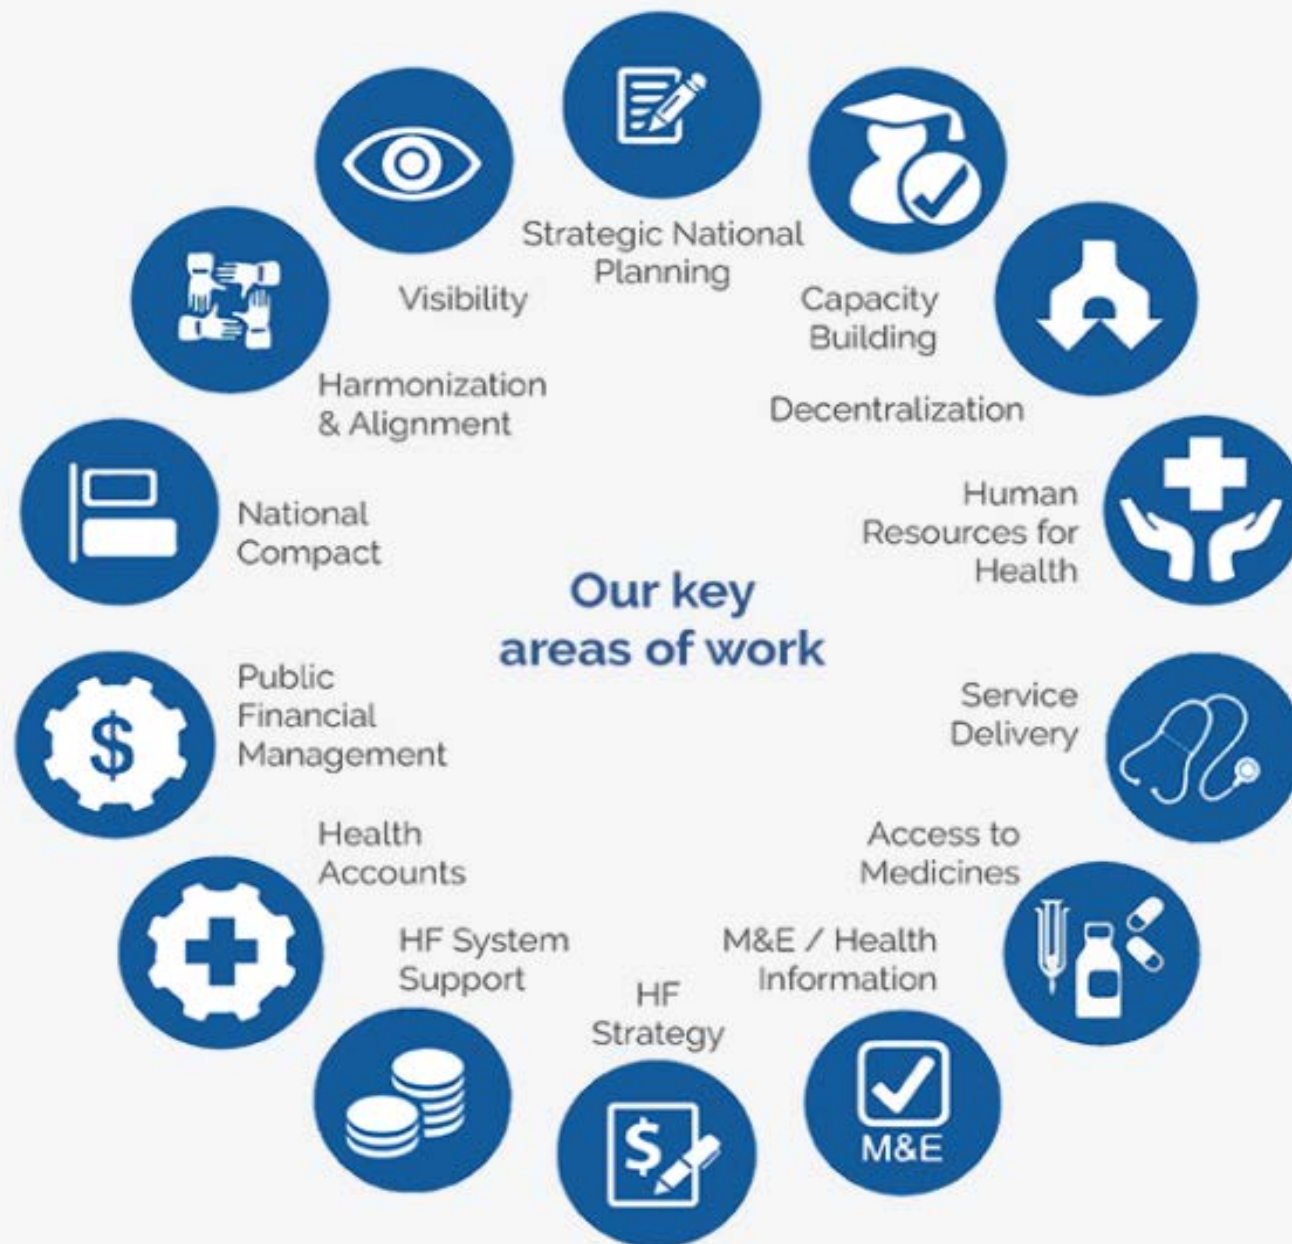 Strategic National
Planning
Capacity
Building
Decentralization
Human
Resources for
Health
Service
Delivery
Access to
Medicines
M&E / Health
Information
M&E
HF
Strategy
$
HF System
Support
Health
Accounts
Public
Financial
Management
$
National
Compact
Harmonization
& Alignment
Visibility
Our key
areas of work